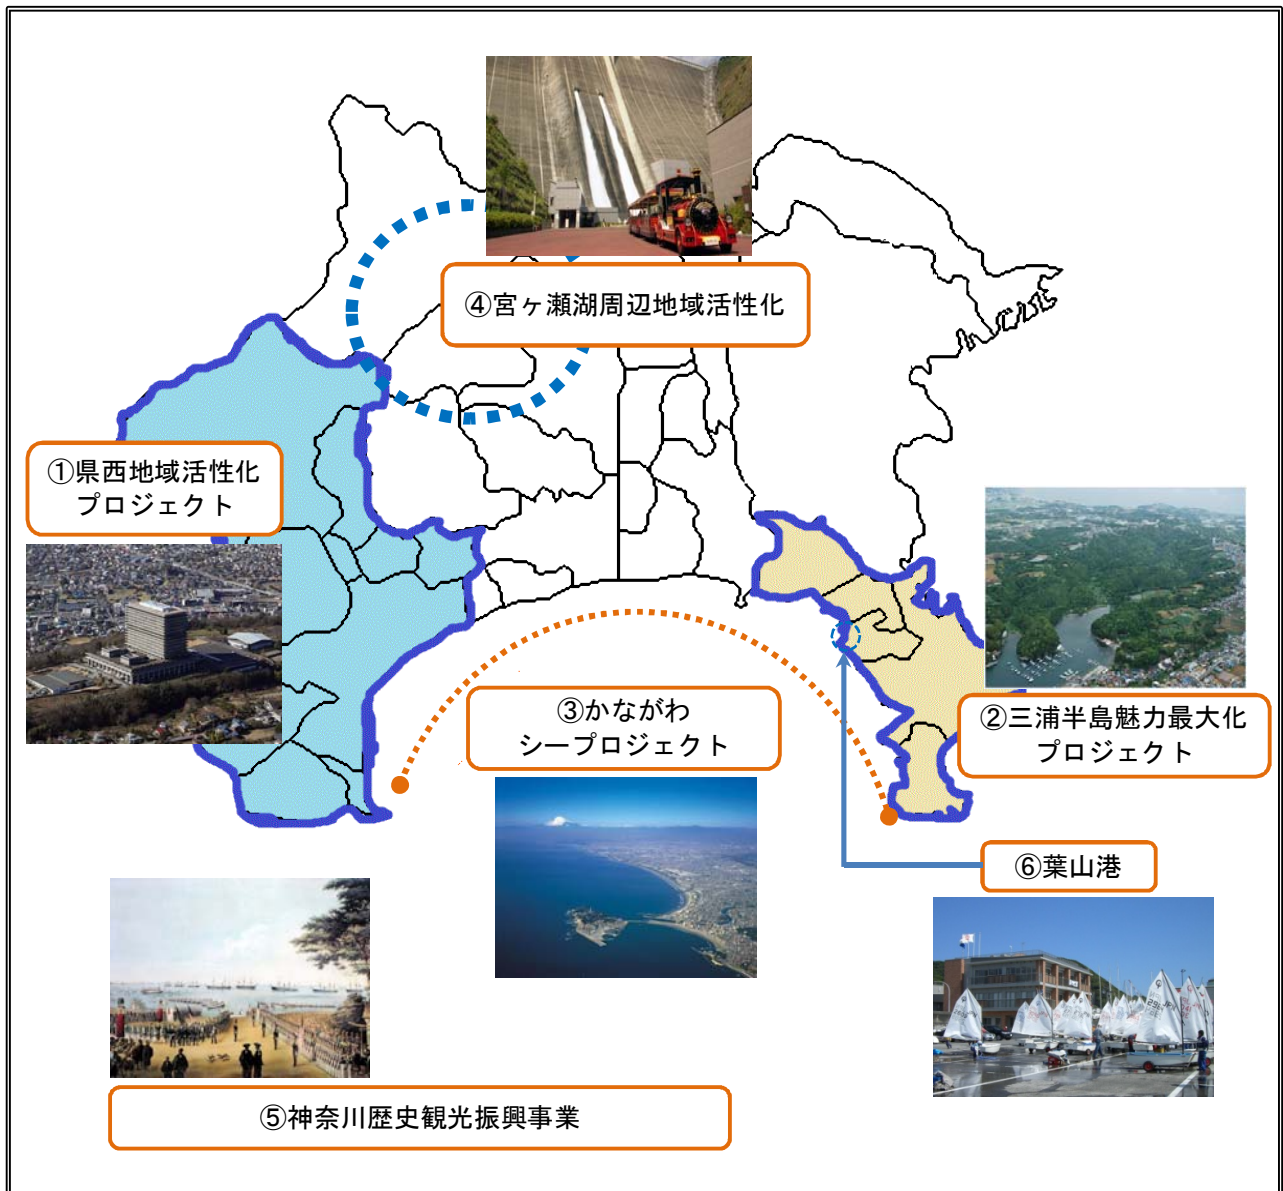 ④宮ヶ瀬湖周辺地域活性化
①県西地域活性化
プロジェクト
③かながわ
シープロジェクト
②三浦半島魅力最大化
プロジェクト
⑥葉山港
⑤神奈川歴史観光振興事業